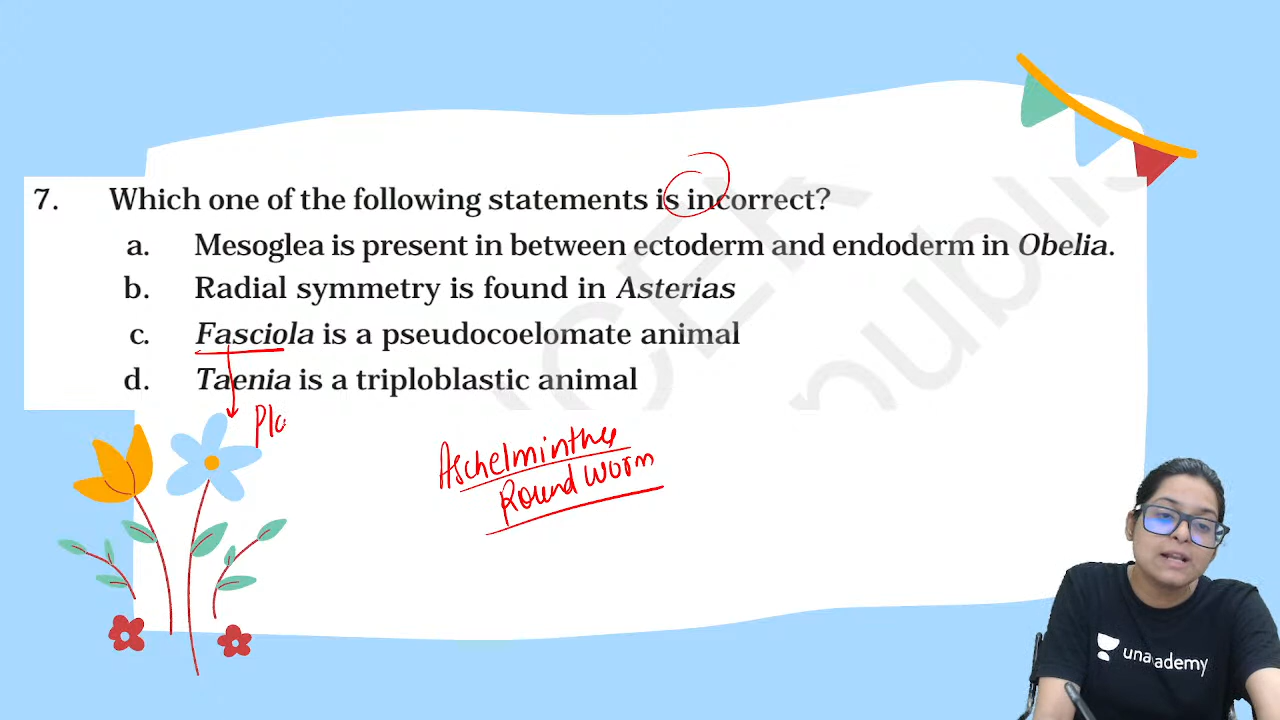 7. Which one of the following statements is incorrect?
a. Mesoglea is present in between ectoderm and endoderm in Obelia.
b. Radial symmetry is found in Asterias
c. Fasciola is a pseudocoelomate animal
d. Taenia is a triploblastic animal
Pla
Aschelminthes
Round worm
unacademy